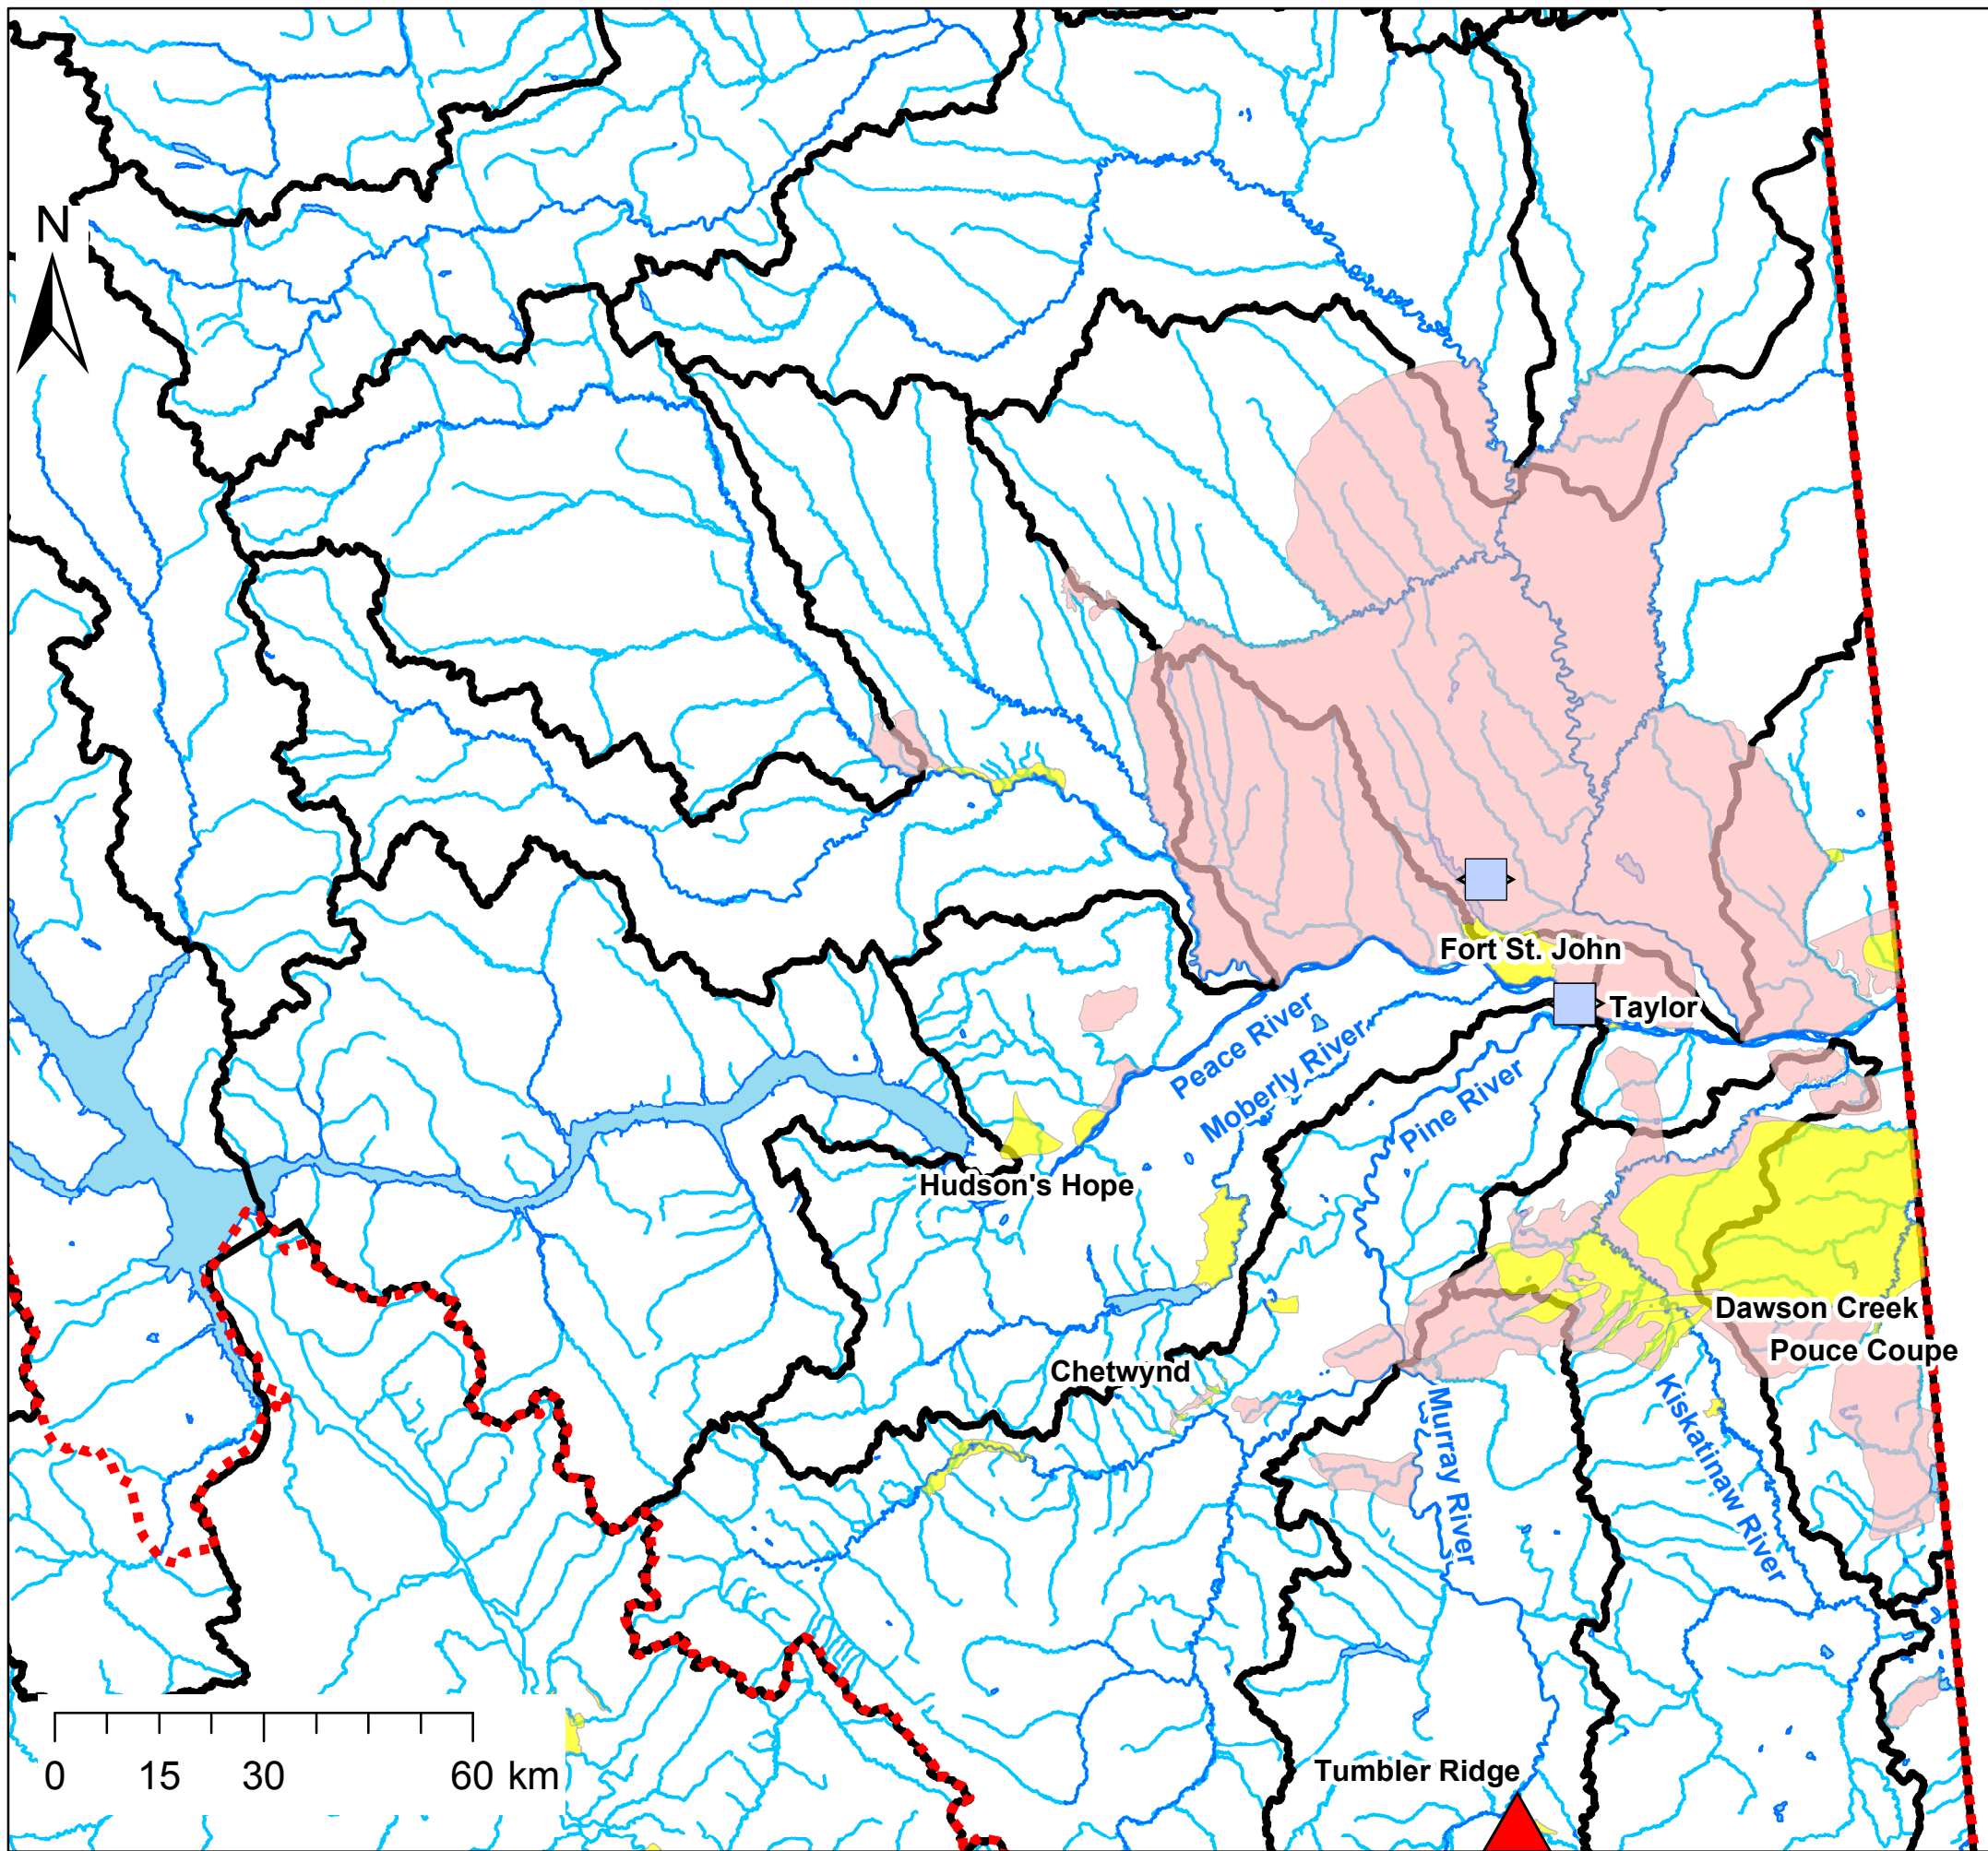 N
Fort St. John
Taylor
Peace River
Moberly River
Pine River
Hudson's Hope
Dawson Creek
Pouce Coupe
Chetwynd
Murray River
Kiskatinaw River
Tumbler Ridge
0 15 30 60 km